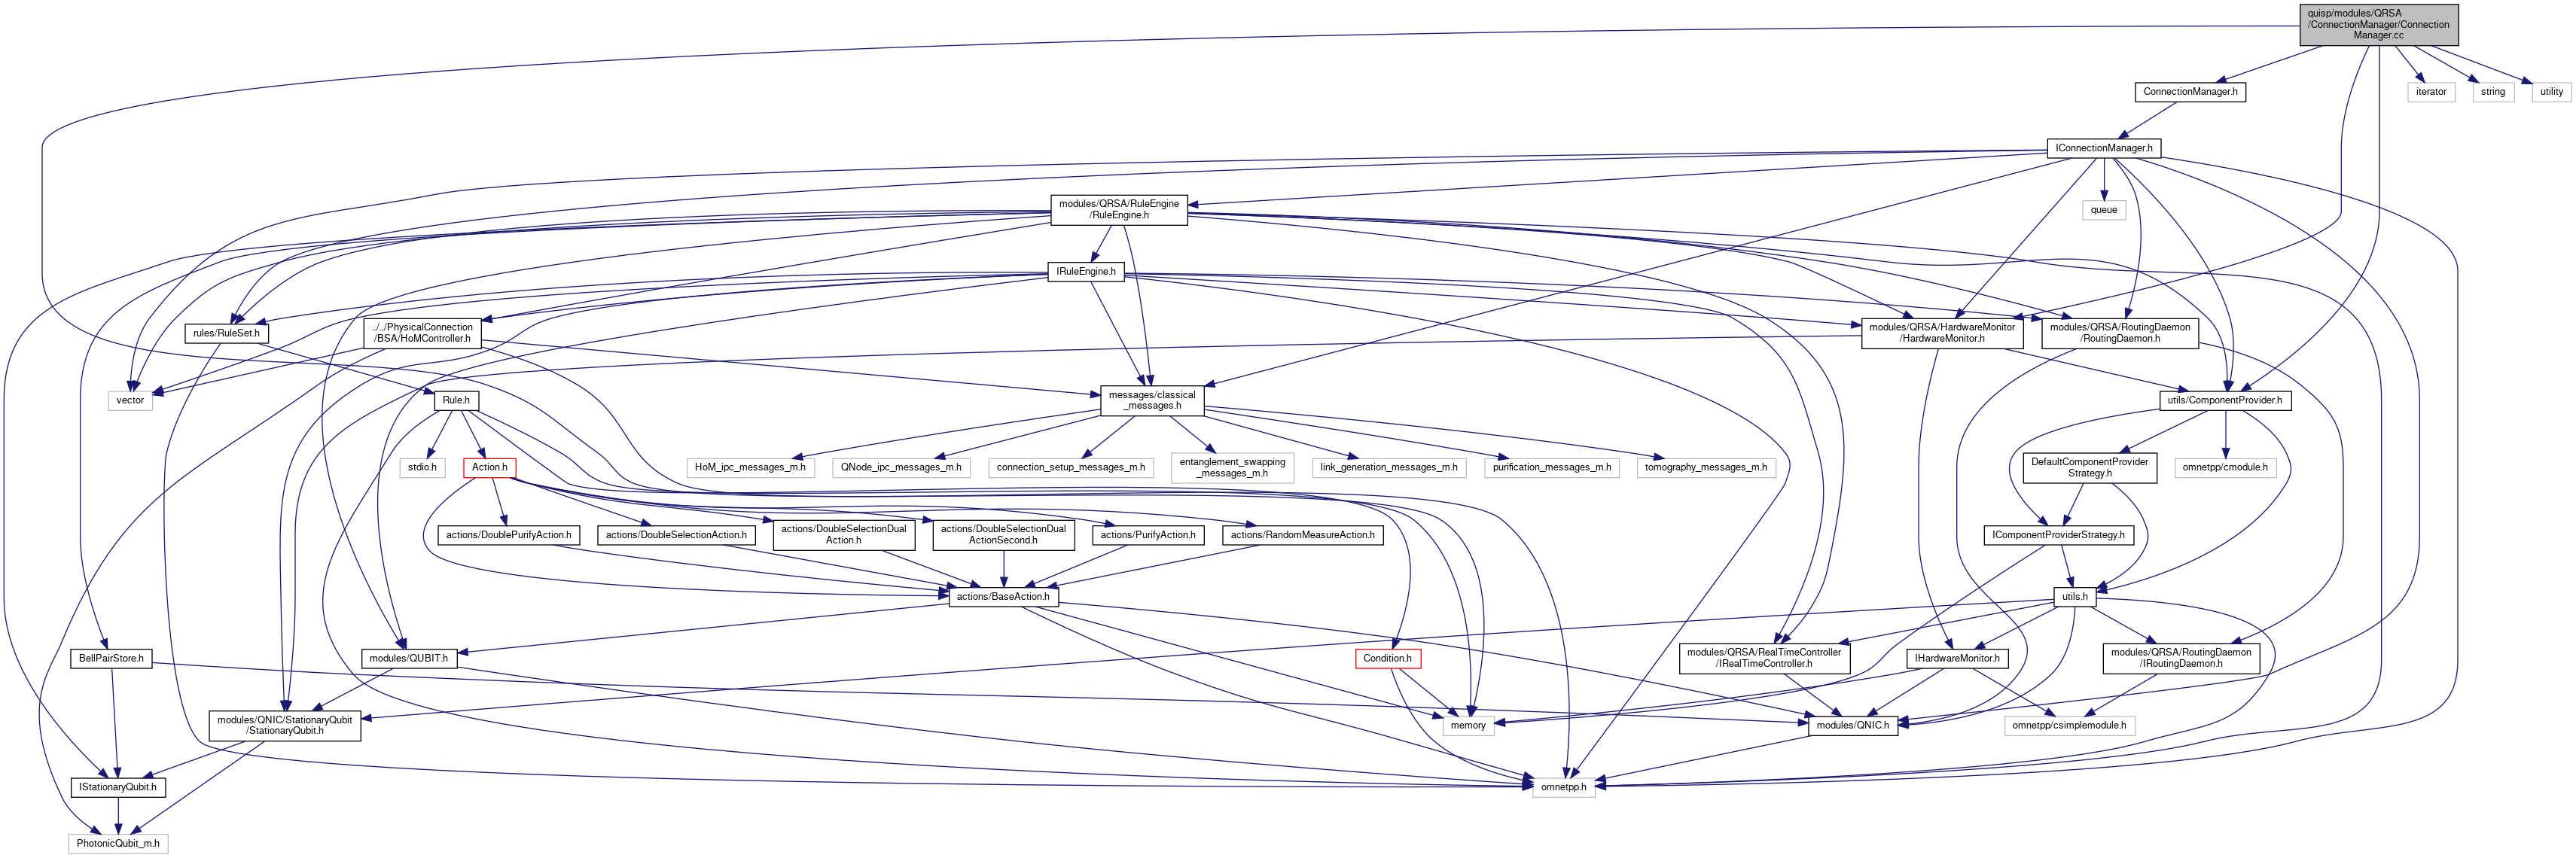 quisp/modules/QRSA
/ConnectionManager/Connection
Manager.cc
ConnectionManager.h
iterator
string
utility
IConnectionManager.h
modules/QRSA/RuleEngine
/RuleEngine.h
queue
IRuleEngine.h
rules/RuleSet.h
../../PhysicalConnection
/BSA/HoMController.h
modules/QRSA/HardwareMonitor
/HardwareMonitor.h
modules/QRSA/RoutingDaemon
/RoutingDaemon.h
vector
Rule.h
messages/classical
_messages.h
utils/ComponentProvider.h
stdio.h
Action.h
HoM_ipc_messages_m.h
QNode_ipc_messages_m.h
connection_setup_messages_m.h
entanglement_swapping
_messages_m.h
link_generation_messages_m.h
purification_messages_m.h
tomography_messages_m.h
DefaultComponentProvider
Strategy.h
omnetpp/cmodule.h
actions/DoublePurifyAction.h
actions/DoubleSelectionAction.h
actions/DoubleSelectionDual
Action.h
actions/DoubleSelectionDual
ActionSecond.h
actions/PurifyAction.h
actions/RandomMeasureAction.h
IComponentProviderStrategy.h
actions/BaseAction.h
utils.h
BellPairStore.h
modules/QUBIT.h
Condition.h
modules/QRSA/RealTimeController
/IRealTimeController.h
IHardwareMonitor.h
modules/QRSA/RoutingDaemon
/IRoutingDaemon.h
modules/QNIC/StationaryQubit
/StationaryQubit.h
memory
modules/QNIC.h
omnetpp/csimplemodule.h
IStationaryQubit.h
omnetpp.h
PhotonicQubit_m.h